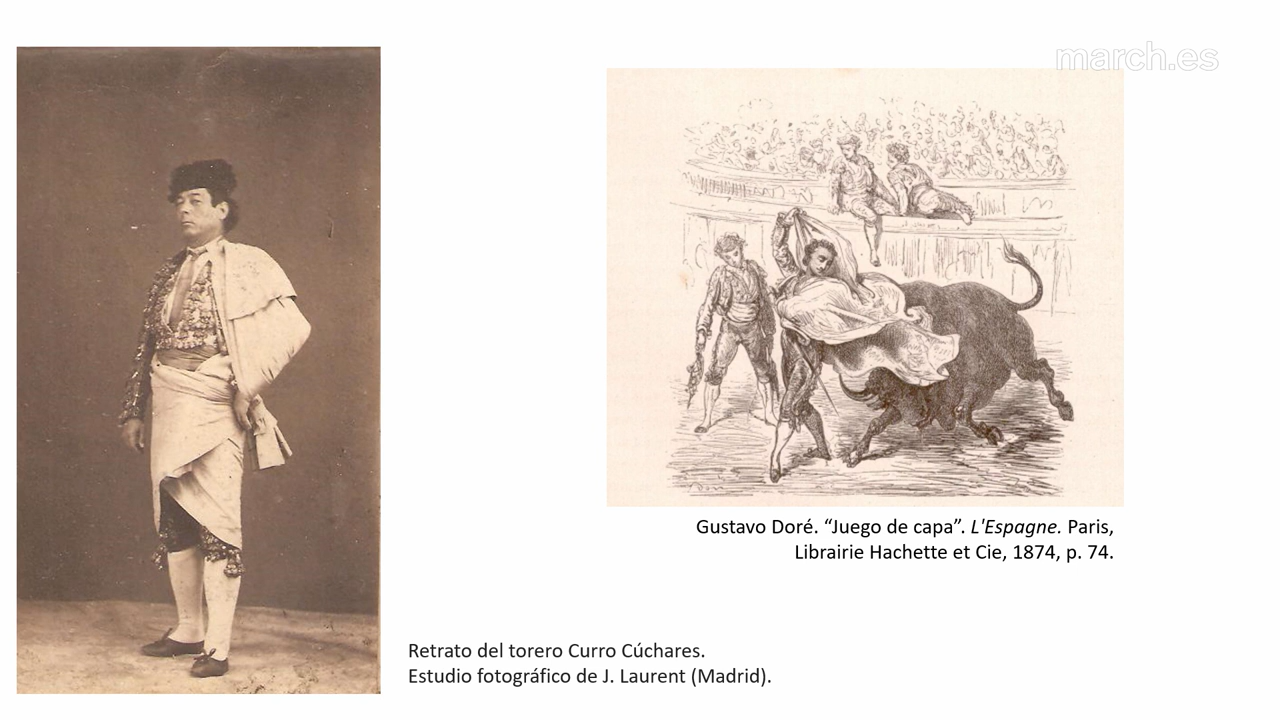 march.es
Gustavo Doré. “Juego de capa”. L'Espagne. Paris,
Librairie Hachette et Cie, 1874, p. 74.
Retrato del torero Curro Cúchares.
Estudio fotográfico de J. Laurent (Madrid).